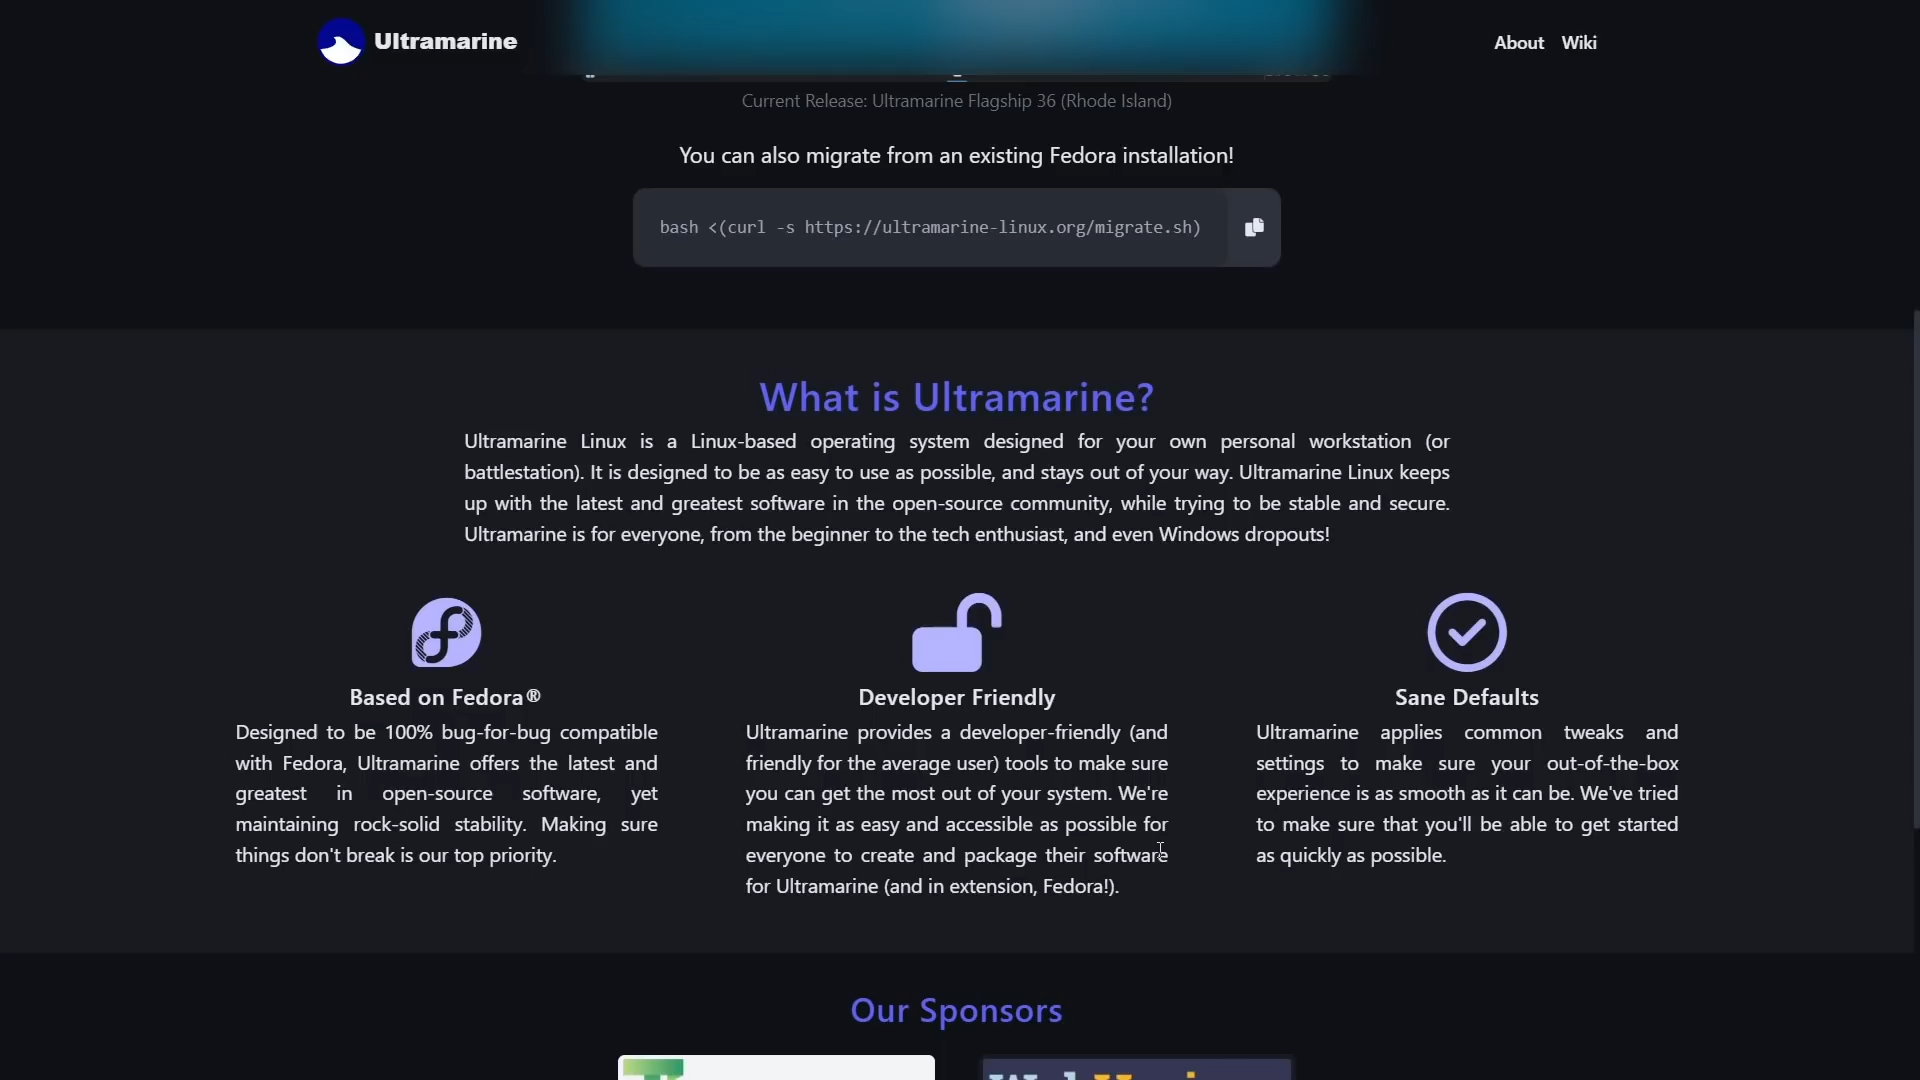 Ultramarine
About Wiki
Current Release: Ultramarine Flagship 36 (Rhode Island)
You can also migrate from an existing Fedora installation!
bash <(curl -s https://ultramarine-linux.org/migrate.sh)
What is Ultramarine?
Ultramarine Linux is a Linux-based operating system designed for your own personal workstation (or
battlestation). It is designed to be as easy to use as possible, and stays out of your way. Ultramarine Linux keeps
up with the latest and greatest software in the open-source community, while trying to be stable and secure.
Ultramarine is for everyone, from the beginner to the tech enthusiast, and even Windows dropouts!
Based on Fedora®
Designed to be 100% bug-for-bug compatible
with Fedora, Ultramarine offers the latest and
greatest in open-source software, yet
maintaining rock-solid stability. Making sure
things don't break is our top priority.
Developer Friendly
Ultramarine provides a developer-friendly (and
friendly for the average user) tools to make sure
you can get the most out of your system. We're
making it as easy and accessible as possible for
everyone to create and package their software
for Ultramarine (and in extension, Fedora!).
Sane Defaults
Ultramarine applies common tweaks and
settings to make sure your out-of-the-box
experience is as smooth as it can be. We've tried
to make sure that you'll be able to get started
as quickly as possible.
Our Sponsors